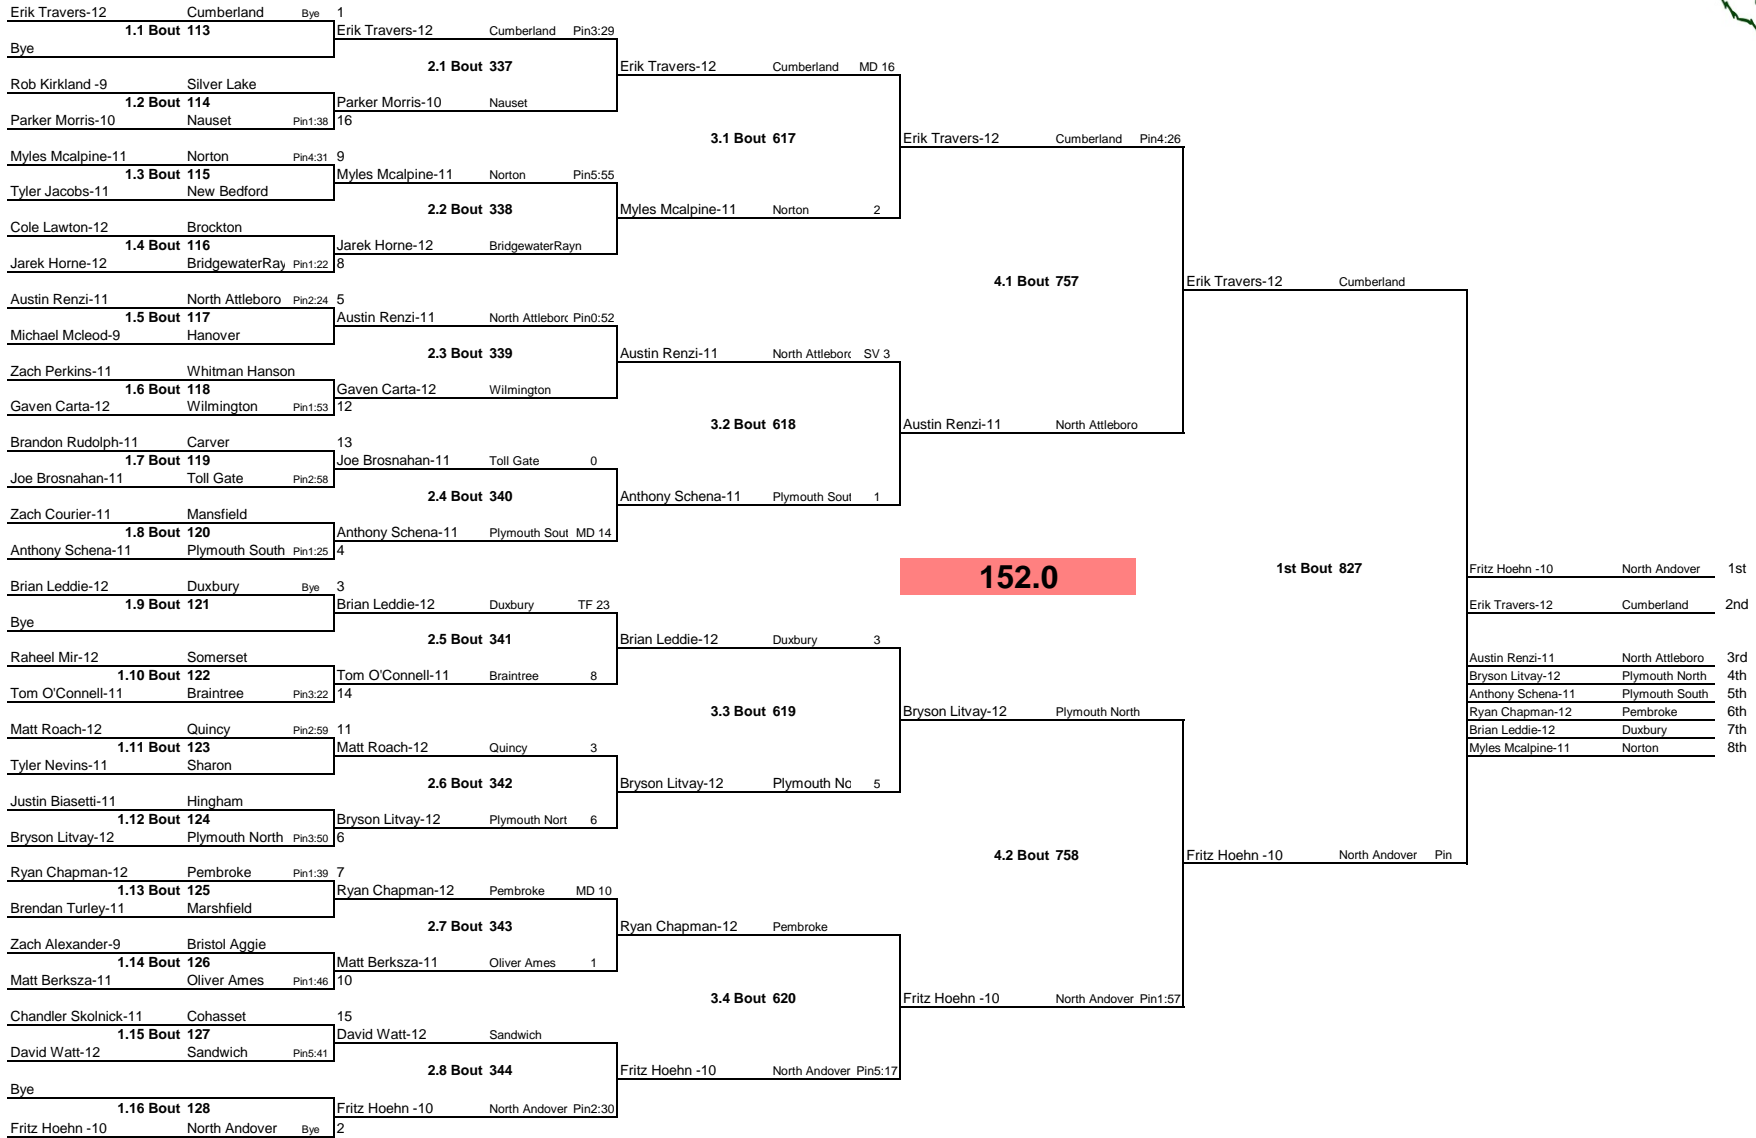 Erik Travers-12 Cumberland Bye 1
1.1 Bout 113 Erik Travers-12 Cumberland Pin3:29
Bye
2.1 Bout 337 Erik Travers-12 Cumberland MD 16
Rob Kirkland -9 Silver Lake
1.2 Bout 114 Parker Morris-10 Nauset
Parker Morris-10 Nauset Pin1:38 16
3.1 Bout 617 Erik Travers-12 Cumberland Pin4:26
Myles Mcalpine-11 Norton Pin4:31 9
1.3 Bout 115 Myles Mcalpine-11 Norton Pin5:55
Tyler Jacobs-11 New Bedford
2.2 Bout 338 Myles Mcalpine-11 Norton 2
Cole Lawton-12 Brockton
1.4 Bout 116 Jarek Horne-12 BridgewaterRayn
Jarek Horne-12 BridgewaterRay Pin1:22 8
4.1 Bout 757 Erik Travers-12 Cumberland
Austin Renzi-11 North Attleboro Pin2:24 5
1.5 Bout 117 Austin Renzi-11 North Attleborc Pin0:52
Michael Mcleod-9 Hanover
2.3 Bout 339 Austin Renzi-11 North Attleborc SV 3
Zach Perkins-11 Whitman Hanson
1.6 Bout 118 Gaven Carta-12 Wilmington
Gaven Carta-12 Wilmington Pin1:53 12
3.2 Bout 618 Austin Renzi-11 North Attleboro
Brandon Rudolph-11 Carver 13
1.7 Bout 119 Joe Brosnahan-11 Toll Gate 0
Joe Brosnahan-11 Toll Gate Pin2:58
2.4 Bout 340 Anthony Schena-11 Plymouth Sout 1
Zach Courier-11 Mansfield
1.8 Bout 120 Anthony Schena-11 Plymouth Sout MD 14
Anthony Schena-11 Plymouth South Pin1:25 4
152.0 1st Bout 827 Fritz Hoehn -10 North Andover 1st
Brian Leddie-12 Duxbury Bye 3
1.9 Bout 121 Brian Leddie-12 Duxbury TF 23 Erik Travers-12 Cumberland 2nd
Bye
2.5 Bout 341 Brian Leddie-12 Duxbury 3
Raheel Mir-12 Somerset Austin Renzi-11 North Attleboro 3rd
1.10 Bout 122 Tom O'Connell-11 Braintree 8 Bryson Litvay-12 Plymouth North 4th
Tom O'Connell-11 Braintree Pin3:22 14 Anthony Schena-11 Plymouth South 5th
3.3 Bout 619 Bryson Litvay-12 Plymouth North Ryan Chapman-12 Pembroke 6th
Matt Roach-12 Quincy Pin2:59 11 Brian Leddie-12 Duxbury 7th
1.11 Bout 123 Matt Roach-12 Quincy 3 Myles Mcalpine-11 Norton 8th
Tyler Nevins-11 Sharon
2.6 Bout 342 Bryson Litvay-12 Plymouth Nc 5
Justin Biasetti-11 Hingham
1.12 Bout 124 Bryson Litvay-12 Plymouth Nort 6
Bryson Litvay-12 Plymouth North Pin3:50 6
4.2 Bout 758 Fritz Hoehn -10 North Andover Pin
Ryan Chapman-12 Pembroke Pin1:39 7
1.13 Bout 125 Ryan Chapman-12 Pembroke MD 10
Brendan Turley-11 Marshfield
2.7 Bout 343 Ryan Chapman-12 Pembroke
Zach Alexander-9 Bristol Aggie
1.14 Bout 126 Matt Berksza-11 Oliver Ames 1
Matt Berksza-11 Oliver Ames Pin1:46 10
3.4 Bout 620 Fritz Hoehn -10 North Andover Pin1:57
Chandler Skolnick-11 Cohasset 15
1.15 Bout 127 David Watt-12 Sandwich
David Watt-12 Sandwich Pin5:41
2.8 Bout 344 Fritz Hoehn -10 North Andover Pin5:17
Bye
1.16 Bout 128 Fritz Hoehn -10 North Andover Pin2:30
Fritz Hoehn -10 North Andover Bye 2